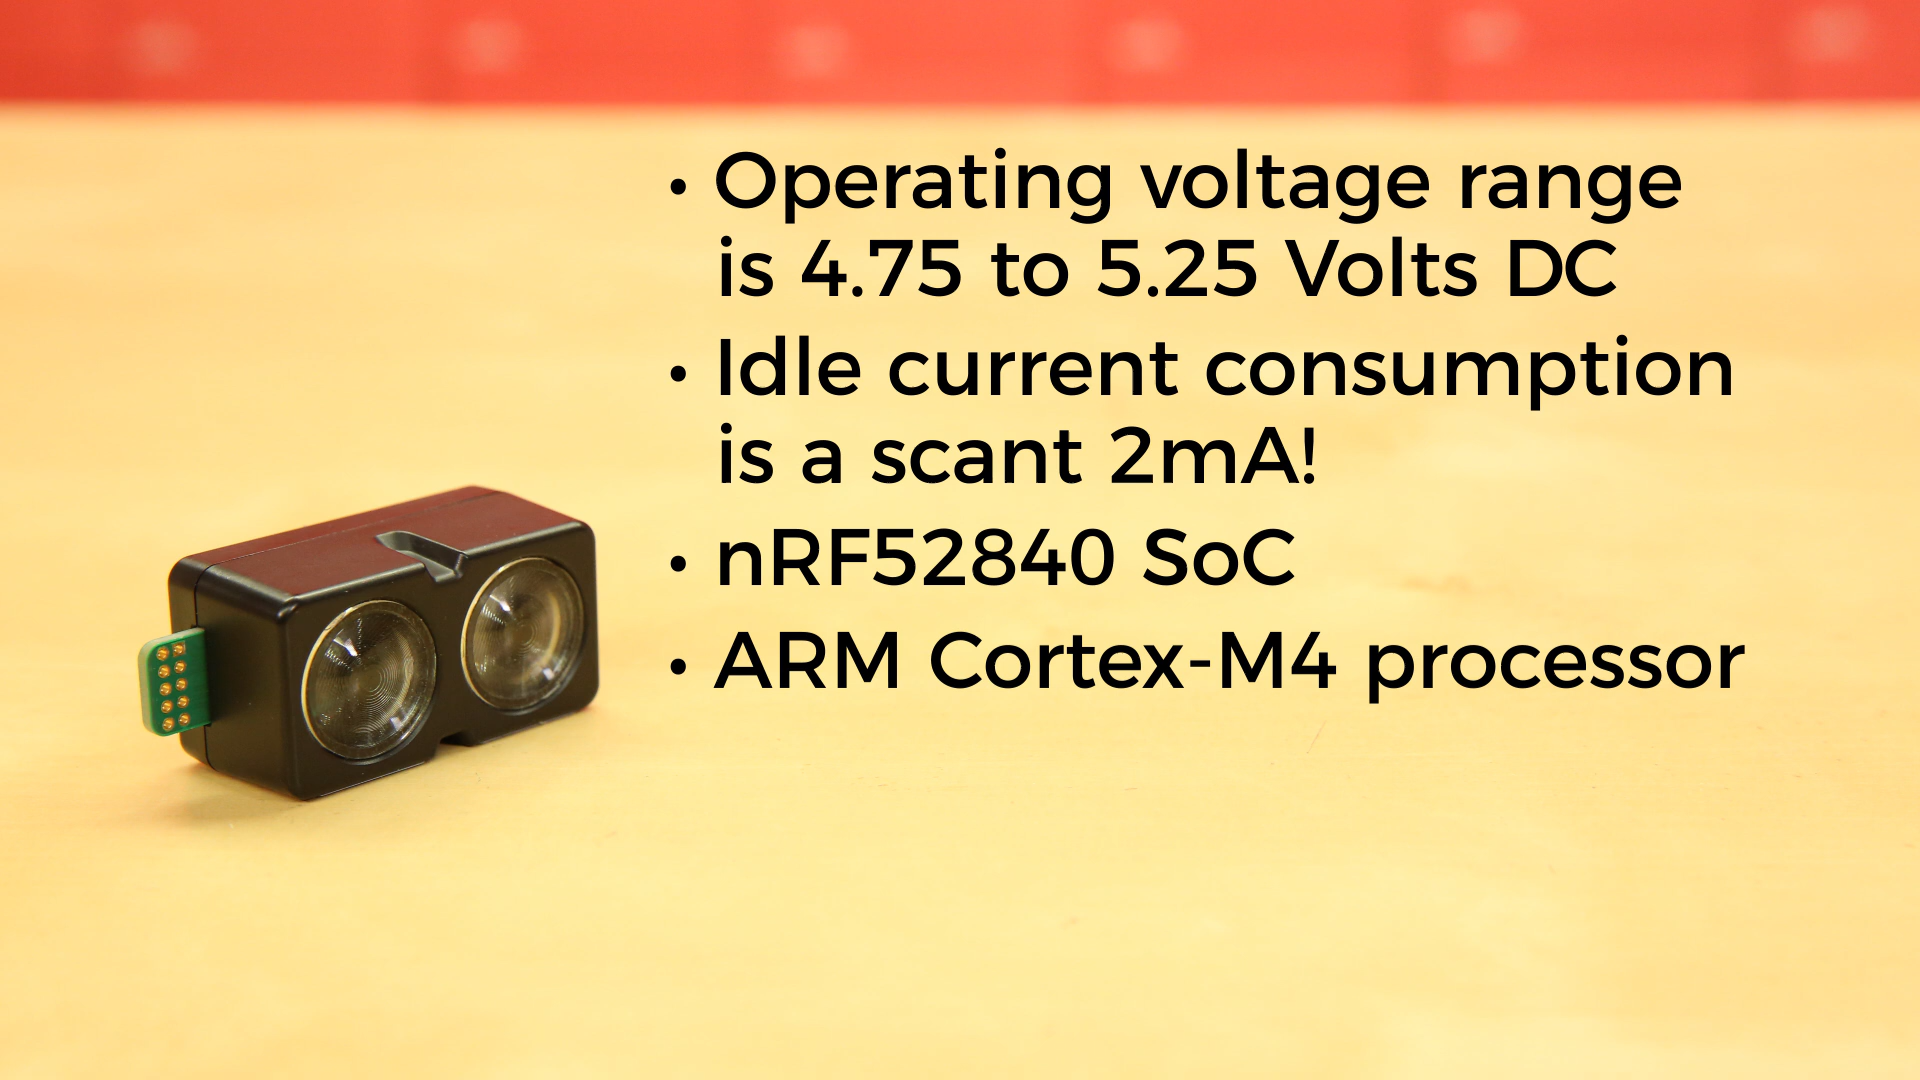 • Operating voltage range
is 4.75 to 5.25 Volts DC
• Idle current consumption
is a scant 2mA!
• nRF52840 SoC
• ARM Cortex-M4 processor